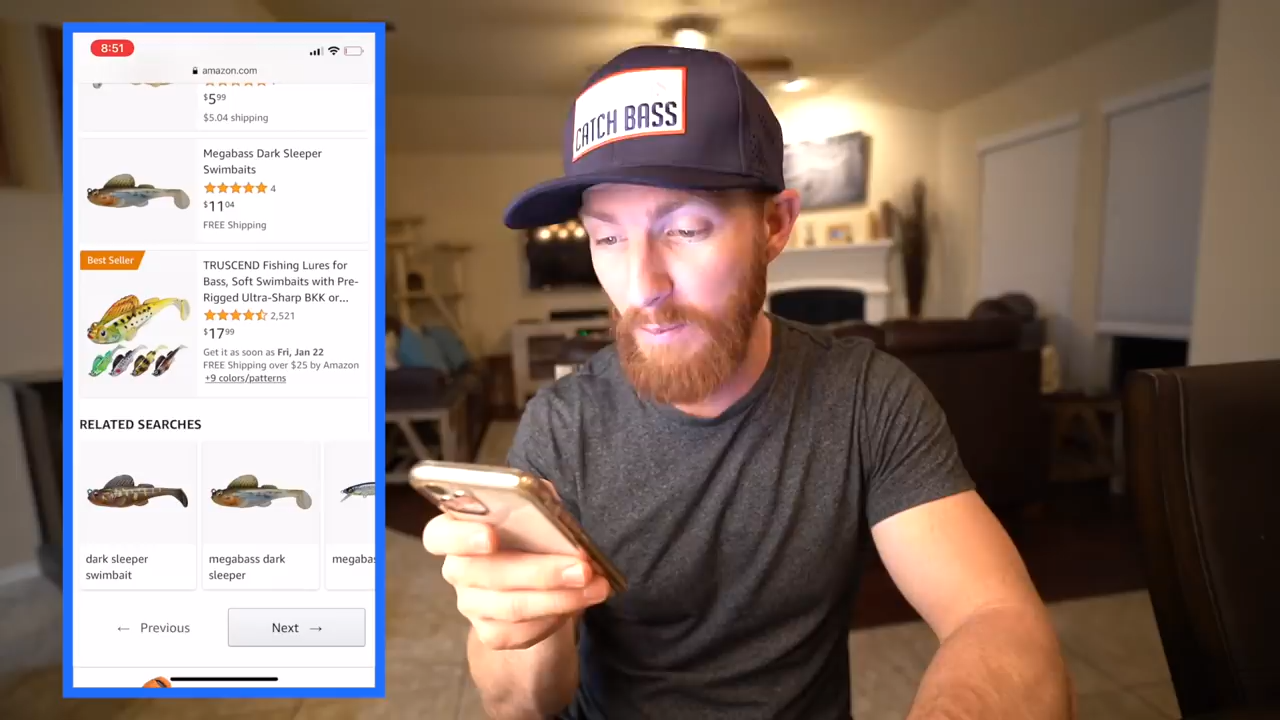 8:51
amazon.com
$5.99
$5.04 shipping
Megabass Dark Sleeper
Swimbaits
4
$11.04
FREE Shipping
Best Seller
TRUSCEND Fishing Lures for
Bass, Soft Swimbaits with Pre-
Rigged Ultra-Sharp BKK or...
2,521
$17.99
Get it as soon as Fri, Jan 22
FREE Shipping over $25 by Amazon
+9 colors/patterns
RELATED SEARCHES
dark sleeper
swimbait
megabass dark
sleeper
megabas
← Previous
Next →
CATCH BASS